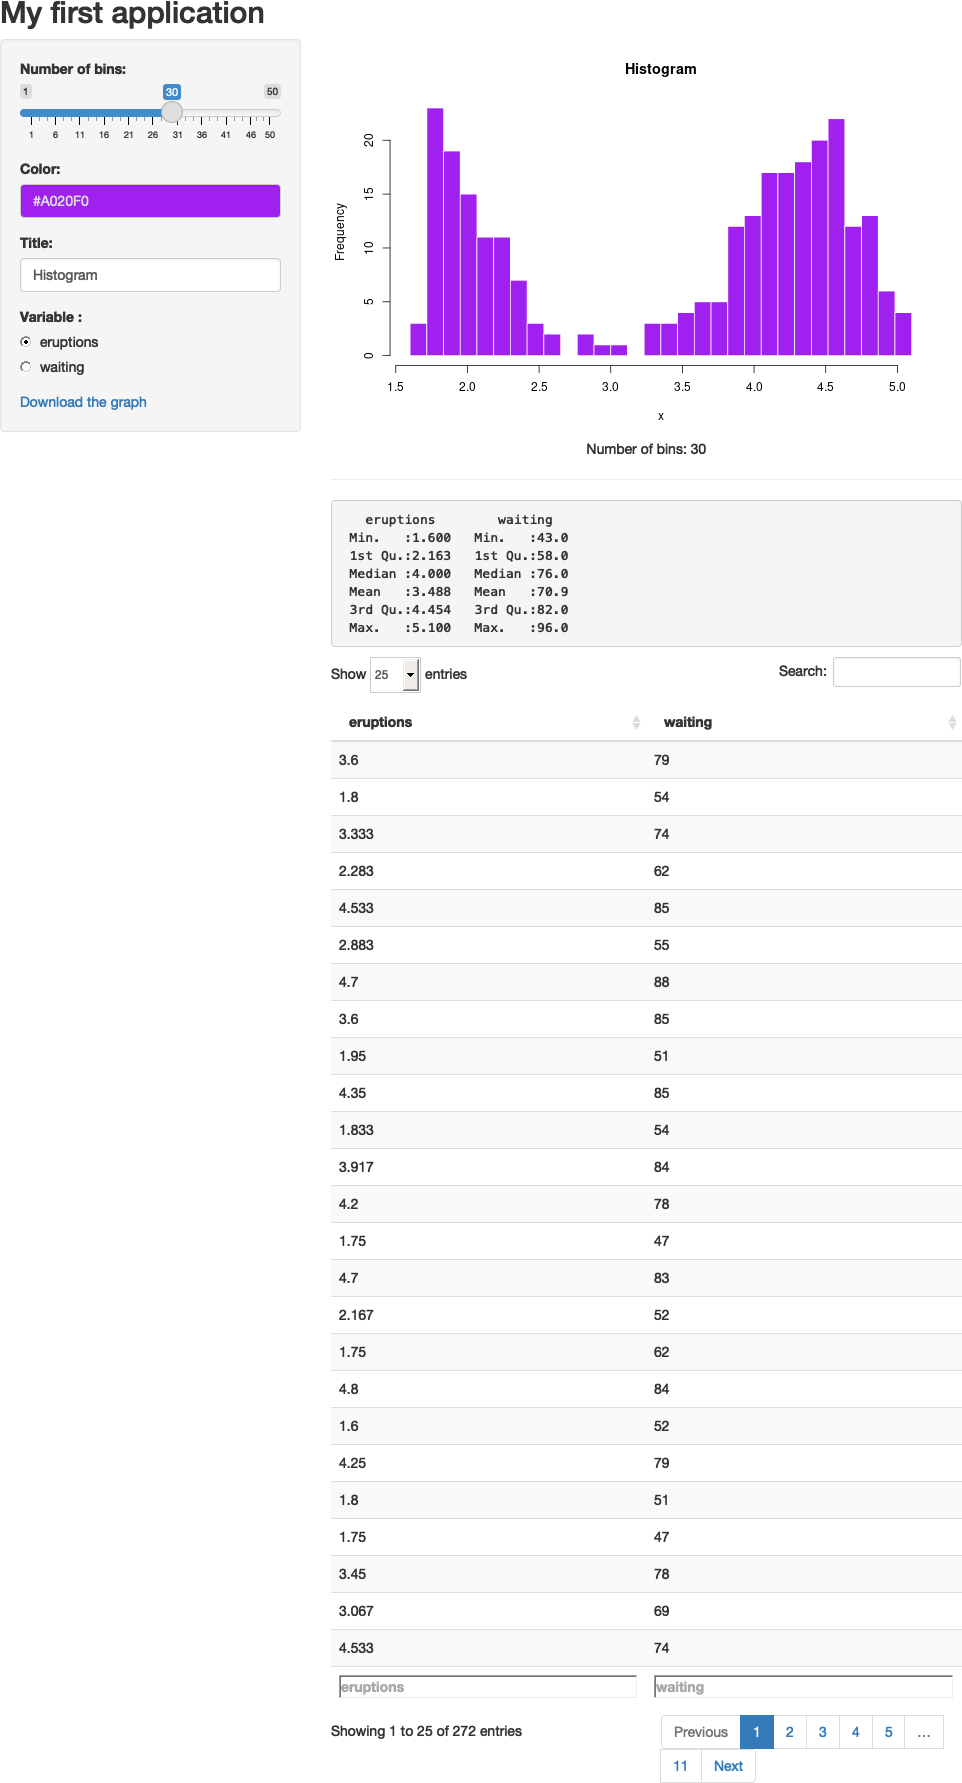 My first application
Number of bins:
1 30 50
1 6 11 16 21 26 31 36 41 46 50
Color:
#A020F0
Title:
Histogram
Variable :
eruptions
waiting
Download the graph
Histogram
Frequency
0 5 10 15 20
1.5 2.0 2.5 3.0 3.5 4.0 4.5 5.0
x
Number of bins: 30
eruptions waiting
Min. :1.600 Min. :43.0
1st Qu.:2.163 1st Qu.:58.0
Median :4.000 Median :76.0
Mean :3.488 Mean :70.9
3rd Qu.:4.454 3rd Qu.:82.0
Max. :5.100 Max. :96.0
Show 25 entries Search:
eruptions waiting
3.6 79
1.8 54
3.333 74
2.283 62
4.533 85
2.883 55
4.7 88
3.6 85
1.95 51
4.35 85
1.833 54
3.917 84
4.2 78
1.75 47
4.7 83
2.167 52
1.75 62
4.8 84
1.6 52
4.25 79
1.8 51
1.75 47
3.45 78
3.067 69
4.533 74
eruptions waiting
Showing 1 to 25 of 272 entries Previous 1 2 3 4 5 …
11 Next